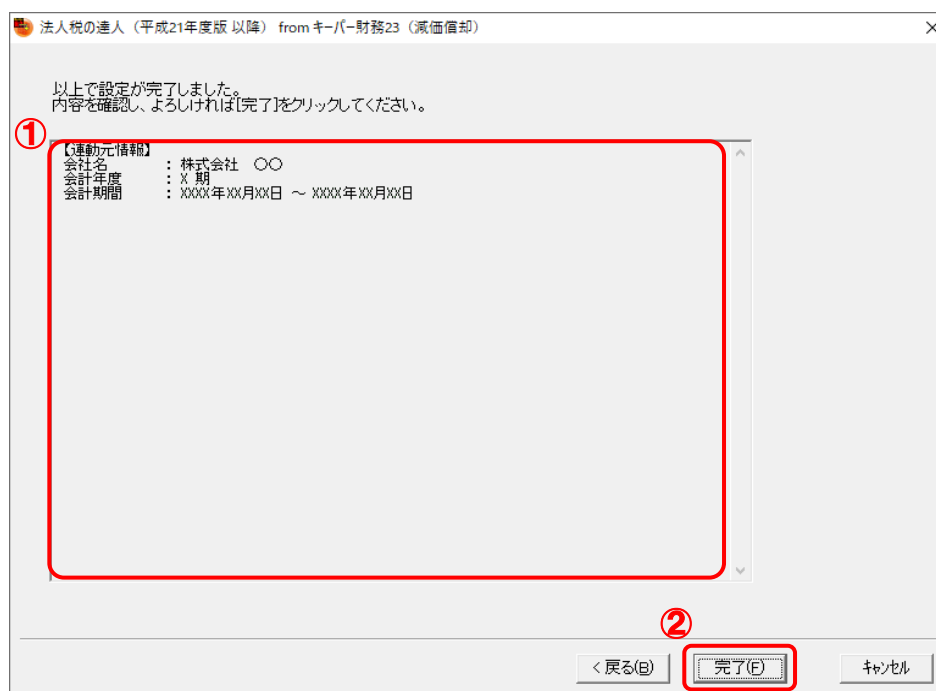 法人税の達人（平成21年度版 以降） from キーパー財務23（減価償却）
以上で設定が完了しました。
内容を確認し、よろしければ[完了]をクリックしてください。
①
【連動元情報】
会社名　　　：株式会社　○○
会計年度　　：X 期
会計期間　　：XXXX年XX月XX日 ～ XXXX年XX月XX日
②
< 戻る(B)
完了(F)
キャンセル